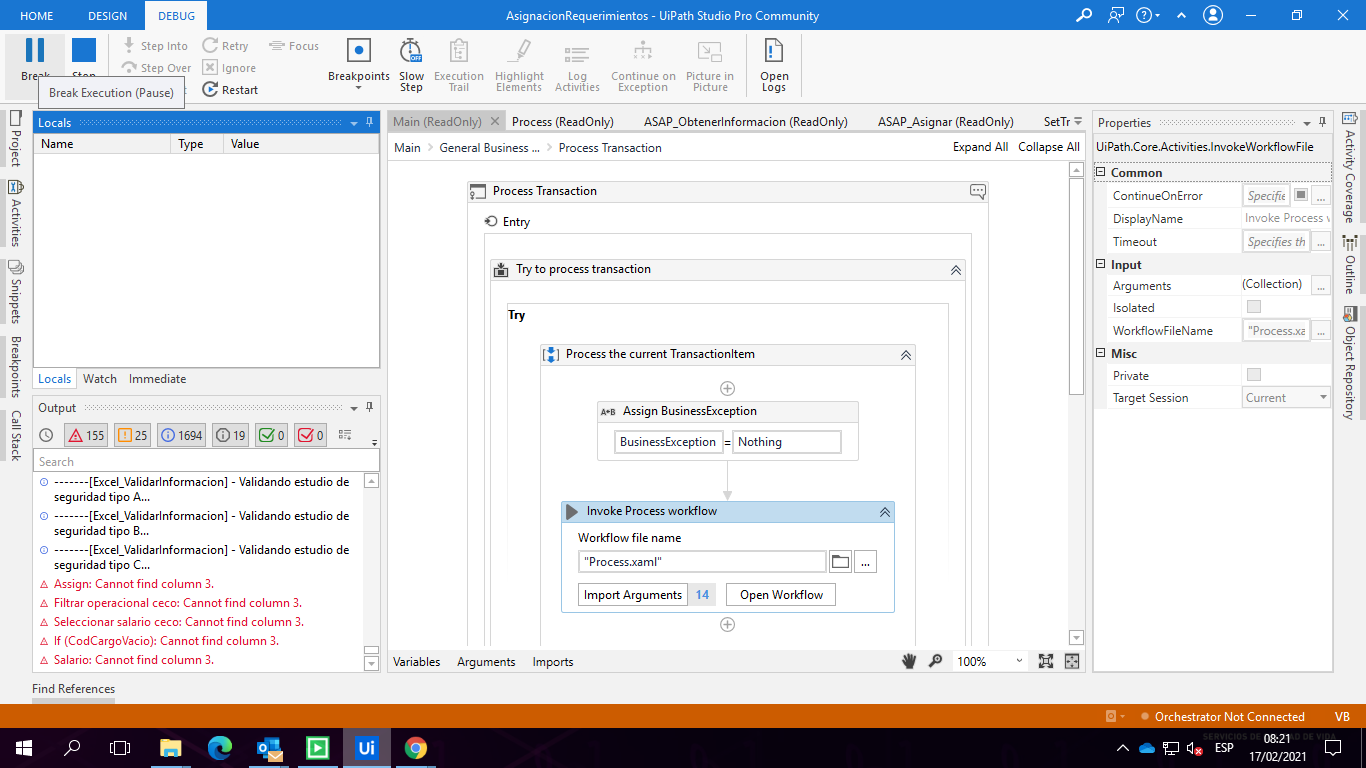 HOME DESIGN DEBUG AsignacionRequerimientos - UiPath Studio Pro Community
Break Stop Step Into Retry Focus
Step Over Ignore
Restart
Breakpoints Slow Step Execution Trail Highlight Elements Log Activities Continue on Exception Picture in Picture Open Logs
Break Execution (Pause)
Project
Activities
Snippets
Breakpoints
Call Stack
Locals
Name Type Value
Locals Watch Immediate
Output
155 25 1694 19 0 0
Search
-------[Excel_ValidarInformacion] - Validando estudio de
seguridad tipo A...
-------[Excel_ValidarInformacion] - Validando estudio de
seguridad tipo B...
-------[Excel_ValidarInformacion] - Validando estudio de
seguridad tipo C...
Assign: Cannot find column 3.
Filtrar operacional ceco: Cannot find column 3.
Seleccionar salario ceco: Cannot find column 3.
If (CodCargoVacio): Cannot find column 3.
Salario: Cannot find column 3.
Find References
Main (ReadOnly) Process (ReadOnly) ASAP_ObtenerInformacion (ReadOnly) ASAP_Asignar (ReadOnly) SetTr
Main General Business ... Process Transaction Expand All Collapse All
Process Transaction
Entry
Try to process transaction
Try
Process the current TransactionItem
A+B Assign BusinessException
BusinessException = Nothing
Invoke Process workflow
Workflow file name
"Process.xaml" ...
Import Arguments 14 Open Workflow
Variables Arguments Imports 100%
Properties
UiPath.Core.Activities.InvokeWorkflowFile
Common
ContinueOnError Specifie ...
DisplayName Invoke Process w
Timeout Specifies th ...
Input
Arguments (Collection) ...
Isolated
WorkflowFileName "Process.xa ...
Misc
Private
Target Session Current
Activity Coverage
Outline
Object Repository
Orchestrator Not Connected VB
SERVICIOS DE CALIDAD DE VIDA
Ui ESP 08:21
17/02/2021